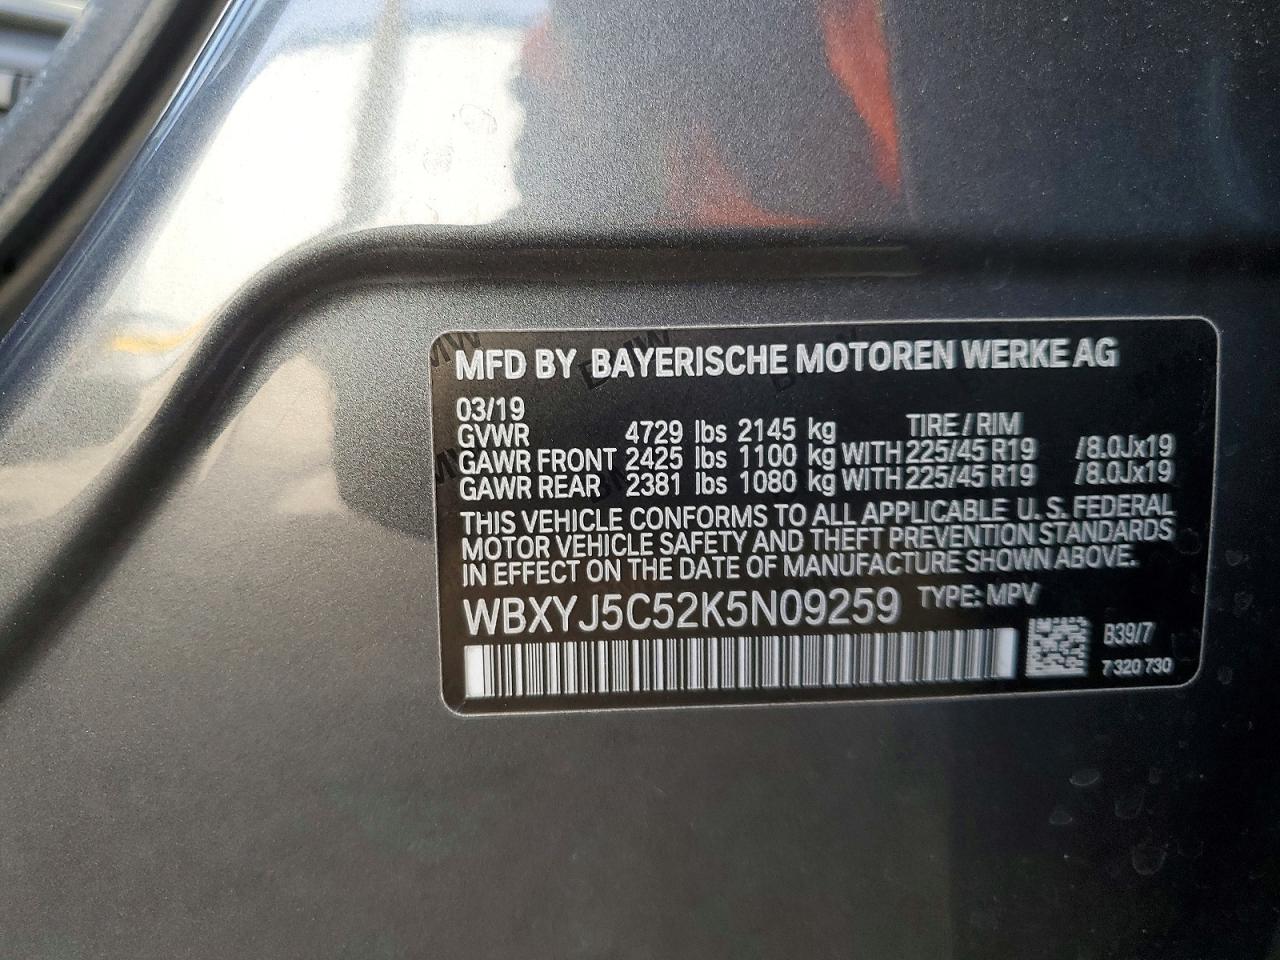 MFD BY BAYERISCHE MOTOREN WERKE AG
03/19
GVWR 4729 lbs 2145 kg TIRE / RIM
GAWR FRONT 2425 lbs 1100 kg WITH 225/45 R19 /8.0Jx19
GAWR REAR 2381 lbs 1080 kg WITH 225/45 R19 /8.0Jx19
THIS VEHICLE CONFORMS TO ALL APPLICABLE U.S. FEDERAL
MOTOR VEHICLE SAFETY AND THEFT PREVENTION STANDARDS
IN EFFECT ON THE DATE OF MANUFACTURE SHOWN ABOVE.
WBXYJ5C52K5N09259 TYPE: MPV
B39/7
7 320 730